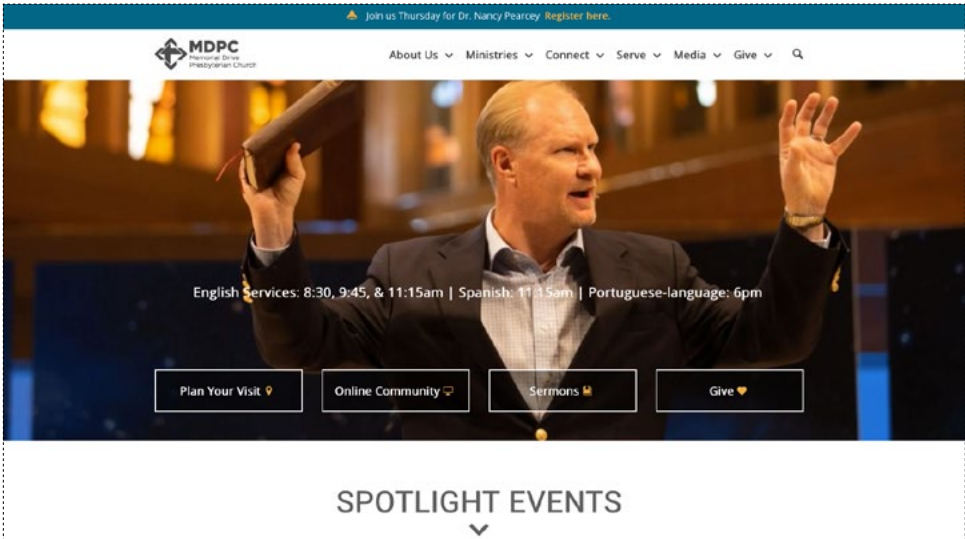 Join us Thursday for Dr. Nancy Pearcey Register here.
MDPC
Memorial Drive
Presbyterian Church
About Us Ministries Connect Serve Media Give
English Services: 8:30, 9:45, & 11:15am | Spanish: 11:15am | Portuguese-language: 6pm
Plan Your Visit Online Community Sermons Give
SPOTLIGHT EVENTS